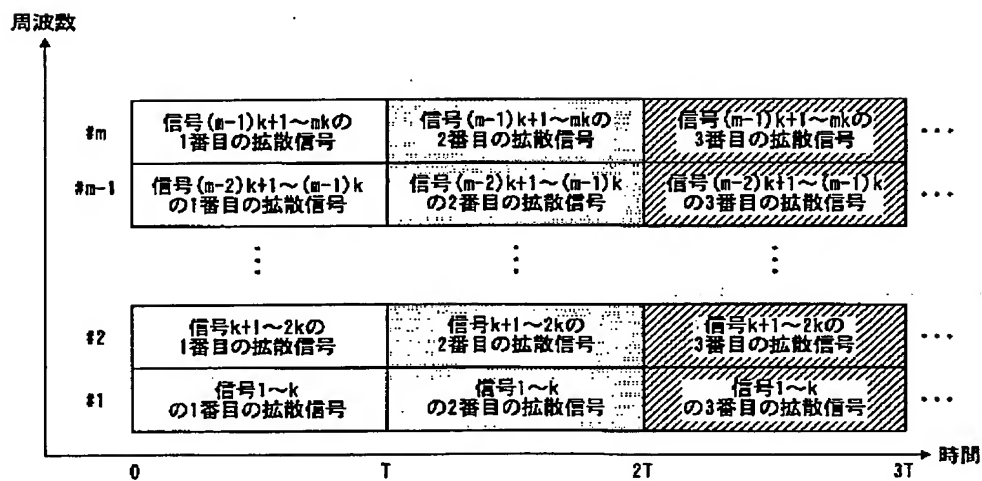 周波数
#m
信号(m-1)k+1～mkの
1番目の拡散信号
信号(m-1)k+1～mkの
2番目の拡散信号
信号(m-1)k+1～mkの
3番目の拡散信号
...
#m-1
信号(m-2)k+1～(m-1)k
の1番目の拡散信号
信号(m-2)k+1～(m-1)k
の2番目の拡散信号
信号(m-2)k+1～(m-1)k
の3番目の拡散信号
...
#2
信号k+1～2kの
1番目の拡散信号
信号k+1～2kの
2番目の拡散信号
信号k+1～2kの
3番目の拡散信号
...
#1
信号1～k
の1番目の拡散信号
信号1～k
の2番目の拡散信号
信号1～k
の3番目の拡散信号
...
0
T
2T
3T
時間